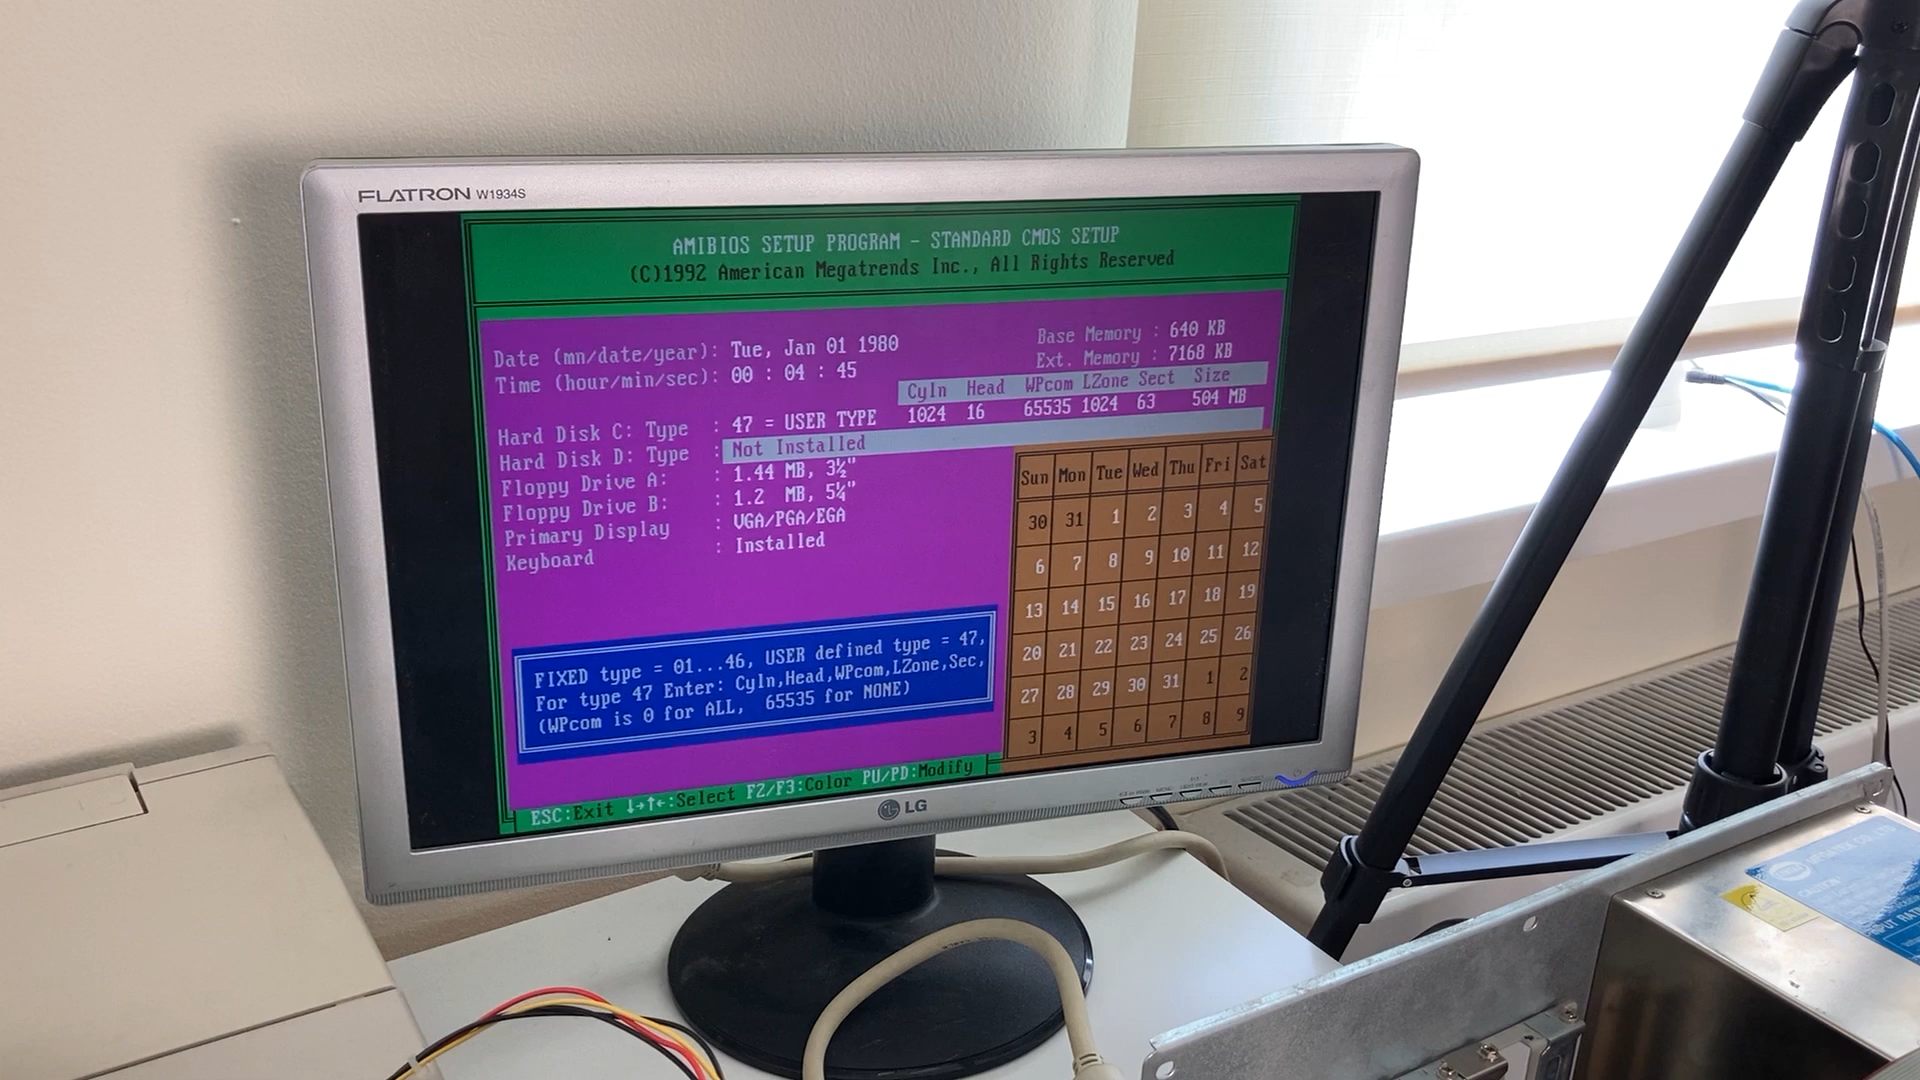 FLATRON W1934S
AMIBIOS SETUP PROGRAM - STANDARD CMOS SETUP
(C)1992 American Megatrends Inc., All Rights Reserved
Date (mn/date/year): Tue, Jan 01 1980
Base Memory : 640 KB
Time (hour/min/sec): 00 : 04 : 45
Ext. Memory : 7168 KB
Cyln Head WPcom LZone Sect Size
Hard Disk C: Type : 47 = USER TYPE 1024 16 65535 1024 63 504 MB
Hard Disk D: Type : Not Installed
Floppy Drive A: : 1.44 MB, 3½"
Floppy Drive B: : 1.2 MB, 5¼"
Primary Display : VGA/PGA/EGA
Keyboard : Installed
Sun Mon Tue Wed Thu Fri Sat
30 31 1 2 3 4 5
6 7 8 9 10 11 12
13 14 15 16 17 18 19
20 21 22 23 24 25 26
27 28 29 30 31 1 2
3 4 5 6 7 8 9
FIXED type = 01...46, USER defined type = 47,
For type 47 Enter: Cyln,Head,WPcom,LZone,Sec,
(WPcom is 0 for ALL, 65535 for NONE)
ESC:Exit ↓→↑←:Select F2/F3:Color PU/PD:Modify
LG